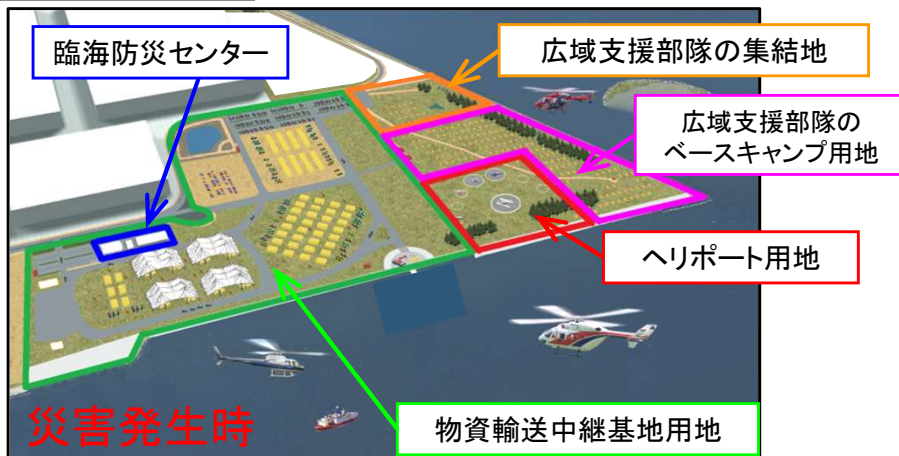 臨海防災センター
広域支援部隊の集結地
広域支援部隊の
ベースキャンプ用地
ヘリポート用地
物資輸送中継基地用地
災害発生時